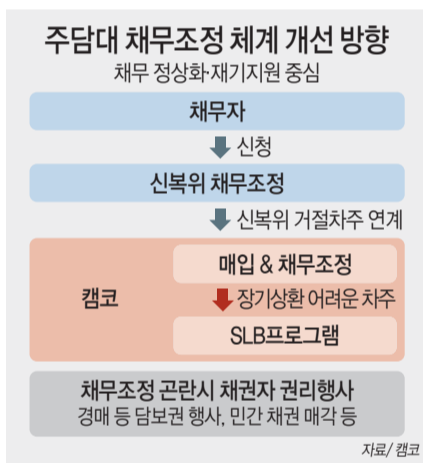 주담대 채무조정 체계 개선 방향
채무 정상화·재기지원 중심
채무자
신청
신복위 채무조정
신복위 거절차주 연계
캠코
매입 & 채무조정
장기상환 어려운 차주
SLB프로그램
채무조정 곤란시 채권자 권리행사
경매 등 담보권 행사, 민간 채권 매각 등
자료/캠코